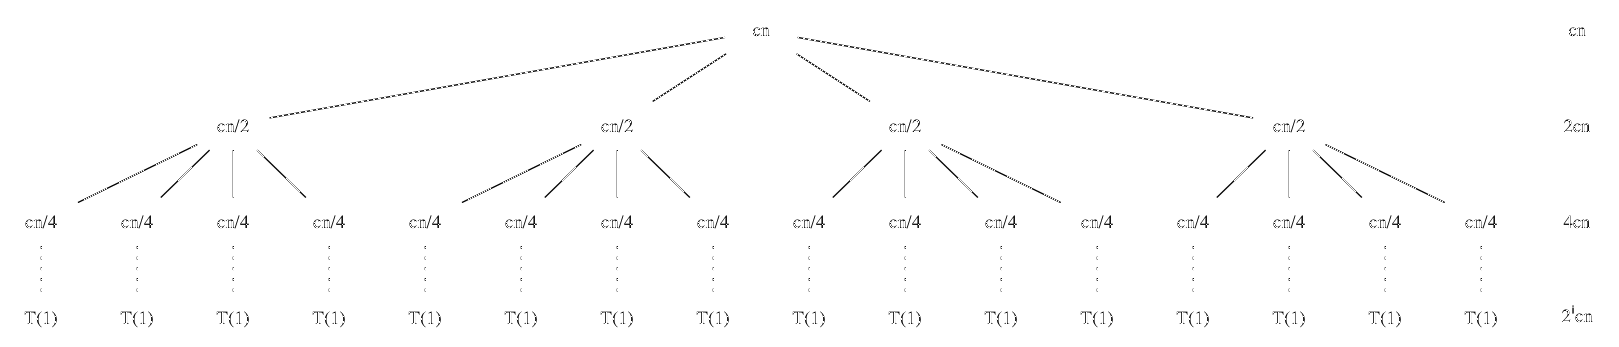 cn cn
cn/2 cn/2 cn/2 cn/2 2cn
cn/4 cn/4 cn/4 cn/4 cn/4 cn/4 cn/4 cn/4 cn/4 cn/4 cn/4 cn/4 cn/4 cn/4 cn/4 cn/4 4cn
T(1) T(1) T(1) T(1) T(1) T(1) T(1) T(1) T(1) T(1) T(1) T(1) T(1) T(1) T(1) T(1) 2ⁱcn